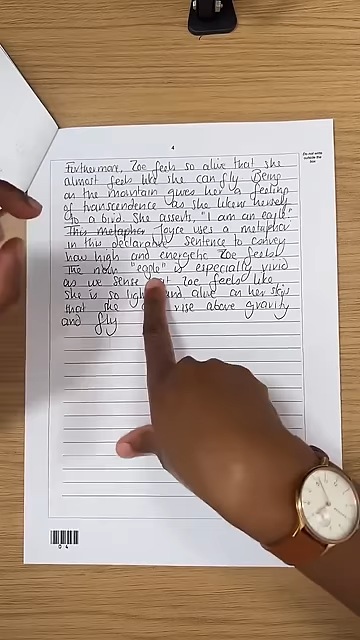 4
Do not write
outside the
box
Furthermore, Zoe feels so alive that she
almost feels like she can fly. Being
on the mountain gives her a feeling
of transcendence as she likens herself
to a bird. She asserts, "I am an eagle"
This metaphor Joyce uses a metaphor
in this declarative sentence to convey
how high and energetic Zoe feels.
The noun "eagle" is especially vivid
as we sense Zoe feels like
she is so light and alive on her skis
that she rise above gravity
and fly
0 4